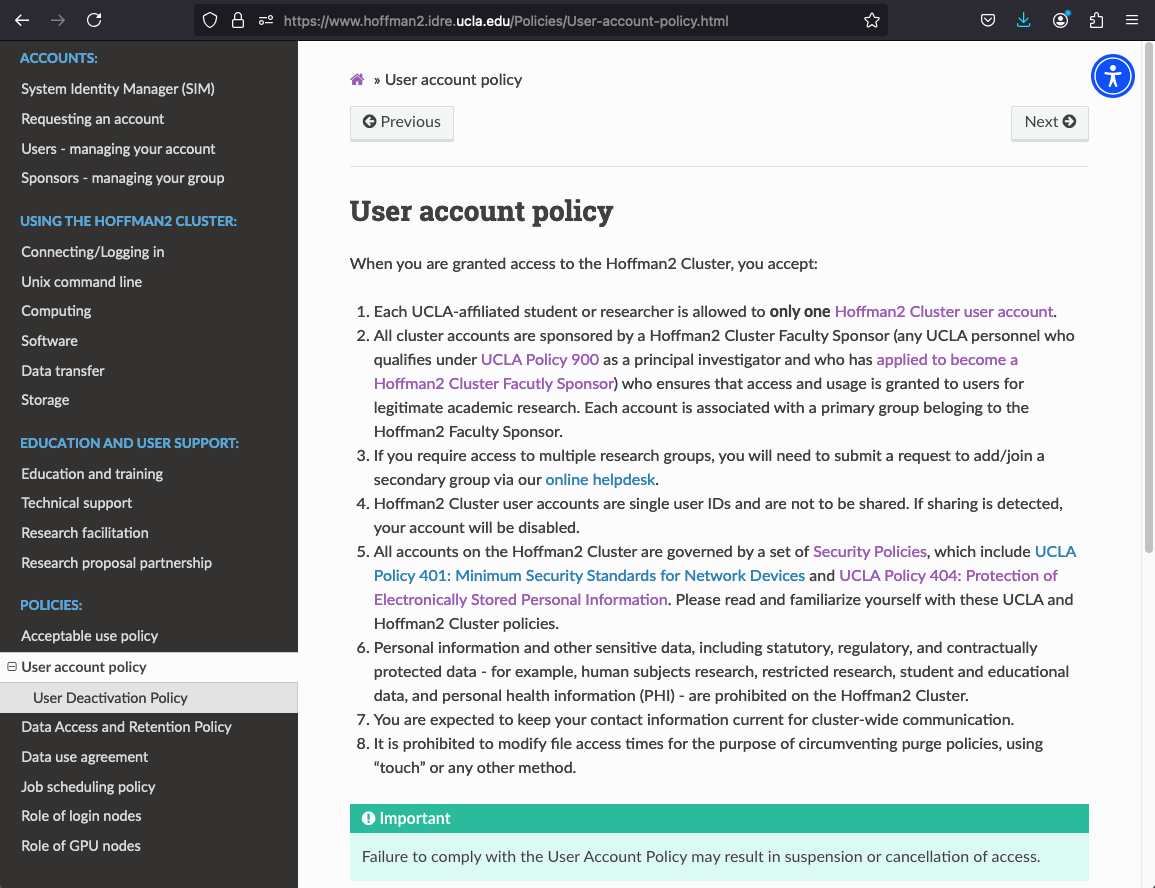 https://www.hoffman2.idre.ucla.edu/Policies/User-account-policy.html
ACCOUNTS:
System Identity Manager (SIM)
Requesting an account
Users - managing your account
Sponsors - managing your group
USING THE HOFFMAN2 CLUSTER:
Connecting/Logging in
Unix command line
Computing
Software
Data transfer
Storage
EDUCATION AND USER SUPPORT:
Education and training
Technical support
Research facilitation
Research proposal partnership
POLICIES:
Acceptable use policy
User account policy
User Deactivation Policy
Data Access and Retention Policy
Data use agreement
Job scheduling policy
Role of login nodes
Role of GPU nodes
» User account policy
Previous
Next
User account policy
When you are granted access to the Hoffman2 Cluster, you accept:
1. Each UCLA-affiliated student or researcher is allowed to only one Hoffman2 Cluster user account.
2. All cluster accounts are sponsored by a Hoffman2 Cluster Faculty Sponsor (any UCLA personnel who
qualifies under UCLA Policy 900 as a principal investigator and who has applied to become a
Hoffman2 Cluster Facutly Sponsor) who ensures that access and usage is granted to users for
legitimate academic research. Each account is associated with a primary group beloging to the
Hoffman2 Faculty Sponsor.
3. If you require access to multiple research groups, you will need to submit a request to add/join a
secondary group via our online helpdesk.
4. Hoffman2 Cluster user accounts are single user IDs and are not to be shared. If sharing is detected,
your account will be disabled.
5. All accounts on the Hoffman2 Cluster are governed by a set of Security Policies, which include UCLA
Policy 401: Minimum Security Standards for Network Devices and UCLA Policy 404: Protection of
Electronically Stored Personal Information. Please read and familiarize yourself with these UCLA and
Hoffman2 Cluster policies.
6. Personal information and other sensitive data, including statutory, regulatory, and contractually
protected data - for example, human subjects research, restricted research, student and educational
data, and personal health information (PHI) - are prohibited on the Hoffman2 Cluster.
7. You are expected to keep your contact information current for cluster-wide communication.
8. It is prohibited to modify file access times for the purpose of circumventing purge policies, using
“touch” or any other method.
Important
Failure to comply with the User Account Policy may result in suspension or cancellation of access.